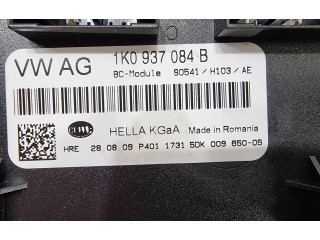 VW AG
1K0 937 084 B
BC-Module S0541 / H103 / AE
HELLA KGaA Made in Romania
HRE 28 08 09 P401 1731 5DK 009 650-05